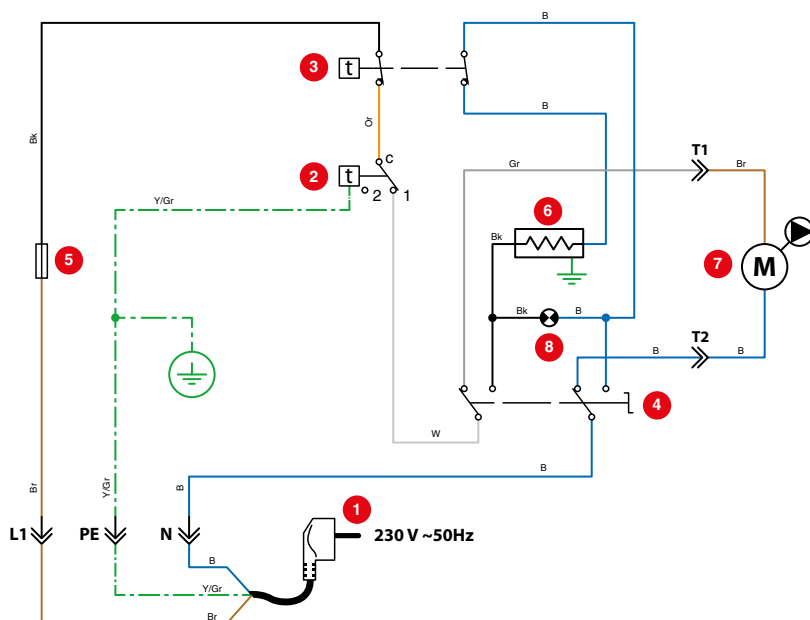 B
3
t
B
Bk
Or
T1
C
Gr
Br
2
t
2
1
Y/Gr
6
Bk
5
7
M
Bk
B
8
T2
B
B
4
W
B
Br
Y/Gr
B
1
L1
PE
N
230 V ~50Hz
B
Y/Gr
Br